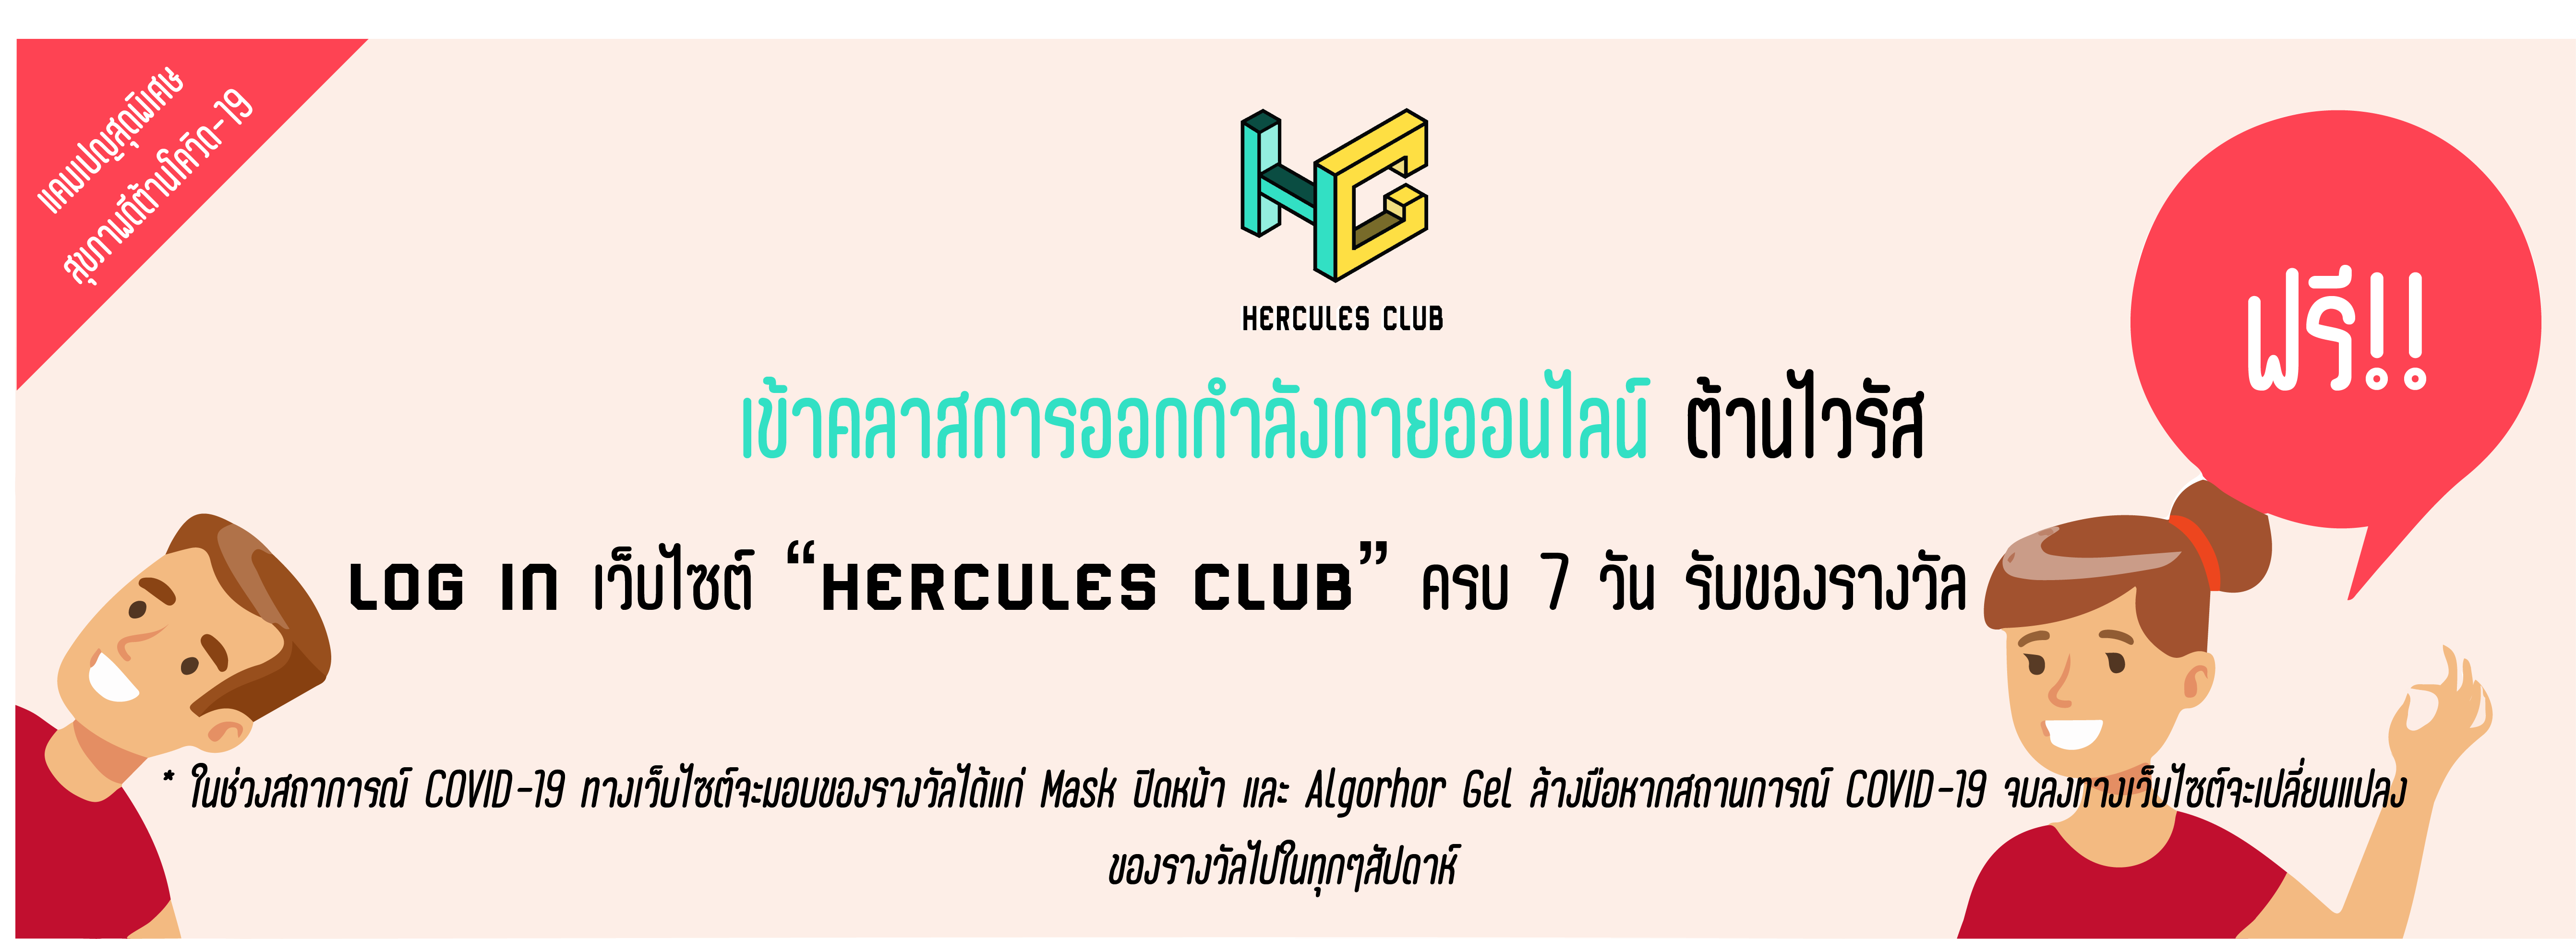 แคมเปญสุดพิเศษ
สุขภาพดีต้านโควิด-19
HERCULES CLUB
ฟรี!!
เข้าคลาสการออกกำลังกายออนไลน์ ต้านไวรัส
LOG IN เว็บไซต์ “HERCULES CLUB” ครบ 7 วัน รับของรางวัล
* ในช่วงสถาการณ์ COVID-19 ทางเว็บไซต์จะมอบของรางวัลได้แก่ Mask ปิดหน้า และ Algorhor Gel ล้างมือหากสถานการณ์ COVID-19 จบลงทางเว็บไซต์จะเปลี่ยนแปลง
ของรางวัลไปในทุกๆสัปดาห์